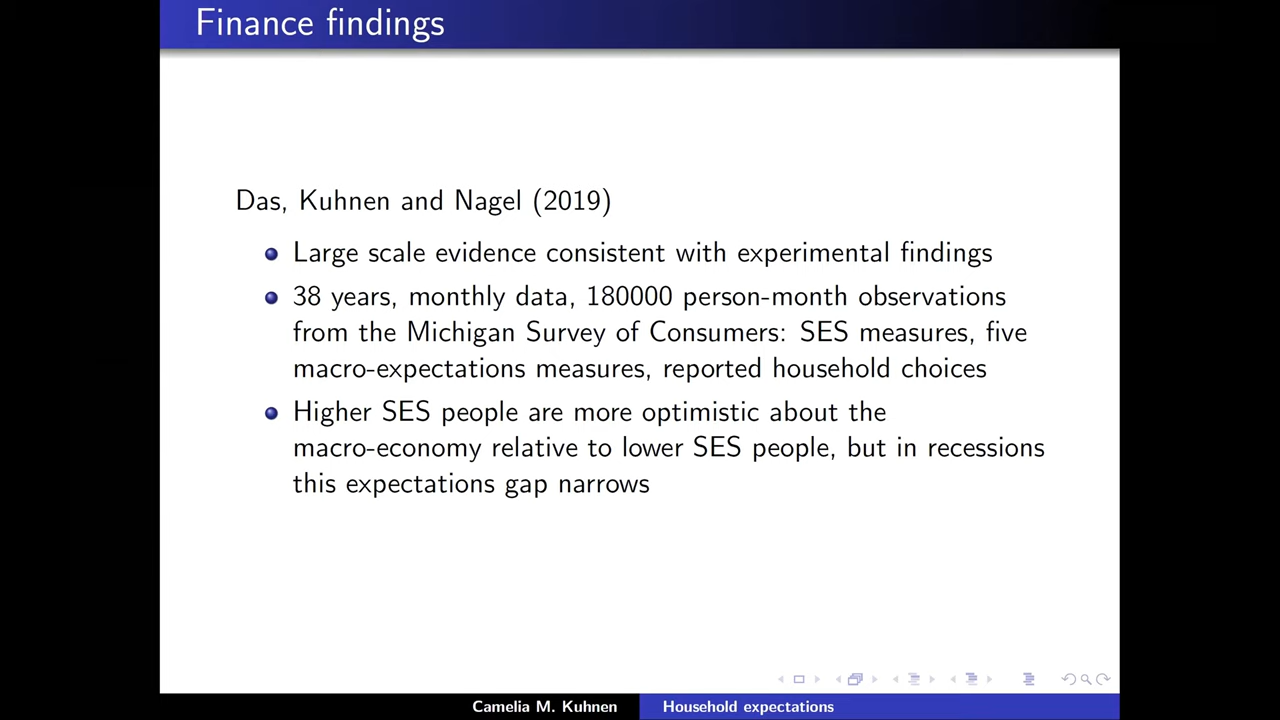 Finance findings
Das, Kuhnen and Nagel (2019)
Large scale evidence consistent with experimental findings
38 years, monthly data, 180000 person-month observations
from the Michigan Survey of Consumers: SES measures, five
macro-expectations measures, reported household choices
Higher SES people are more optimistic about the
macro-economy relative to lower SES people, but in recessions
this expectations gap narrows
Camelia M. Kuhnen
Household expectations